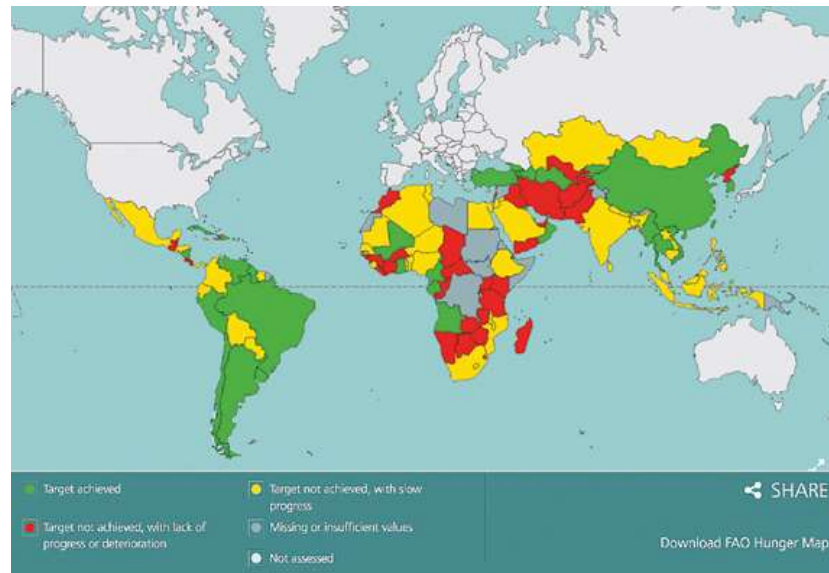 Target achieved
Target not achieved, with lack of
progress or deterioration
Target not achieved, with slow
progress
Missing or insufficient values
Not assessed
SHARE
Download FAO Hunger Map